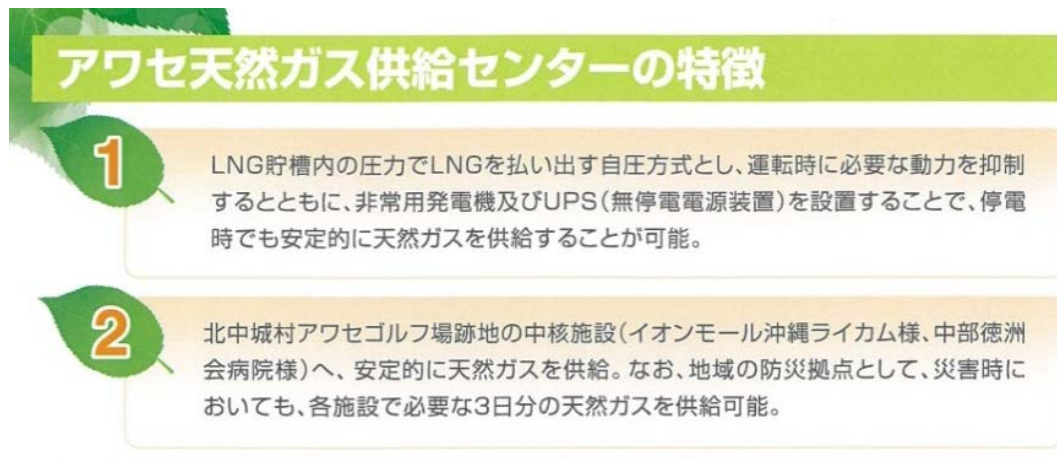 アワセ天然ガス供給センターの特徴
1
LNG貯槽内の圧力でLNGを払い出す自圧方式とし、運転時に必要な動力を抑制
するとともに、非常用発電機及びUPS(無停電電源装置)を設置することで、停電
時でも安定的に天然ガスを供給することが可能。
2
北中城村アワセゴルフ場跡地の中核施設(イオンモール沖縄ライカム様、中部徳洲
会病院様)へ、安定的に天然ガスを供給。なお、地域の防災拠点として、災害時に
おいても、各施設で必要な3日分の天然ガスを供給可能。